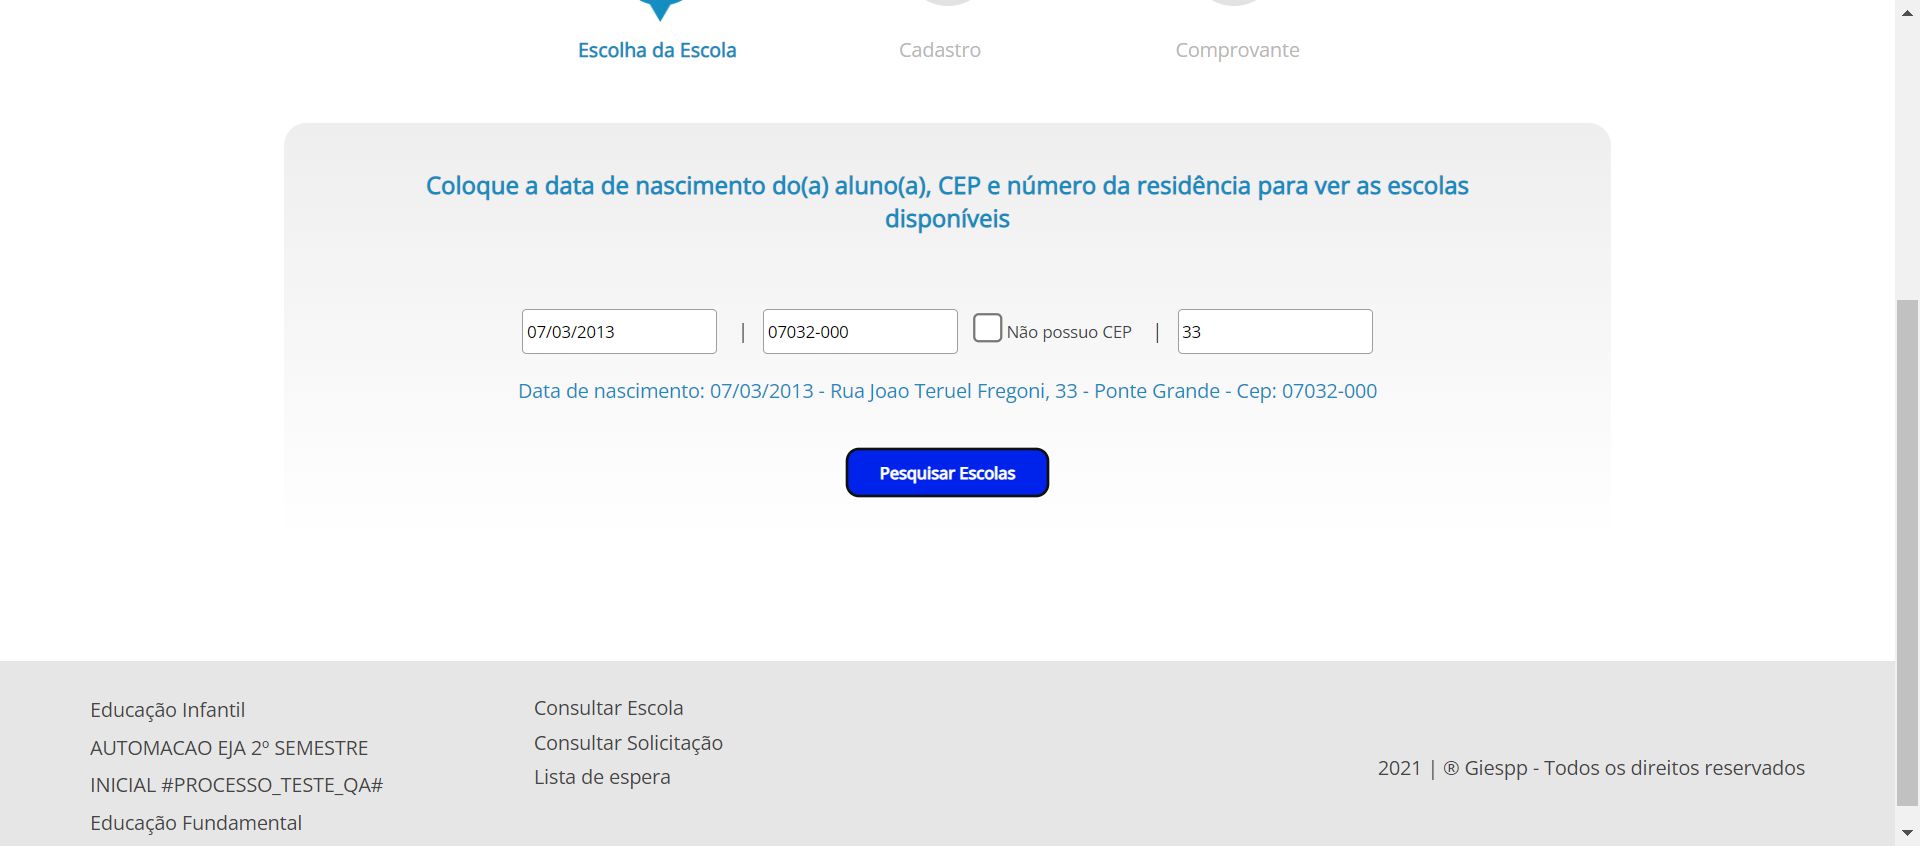 Escolha da Escola
Cadastro
Comprovante
Coloque a data de nascimento do(a) aluno(a), CEP e número da residência para ver as escolas
disponíveis
07/03/2013 | 07032-000 Não possuo CEP | 33
Data de nascimento: 07/03/2013 - Rua Joao Teruel Fregoni, 33 - Ponte Grande - Cep: 07032-000
Pesquisar Escolas
Educação Infantil
AUTOMACAO EJA 2º SEMESTRE
INICIAL #PROCESSO_TESTE_QA#
Educação Fundamental
Consultar Escola
Consultar Solicitação
Lista de espera
2021 | ® Giespp - Todos os direitos reservados